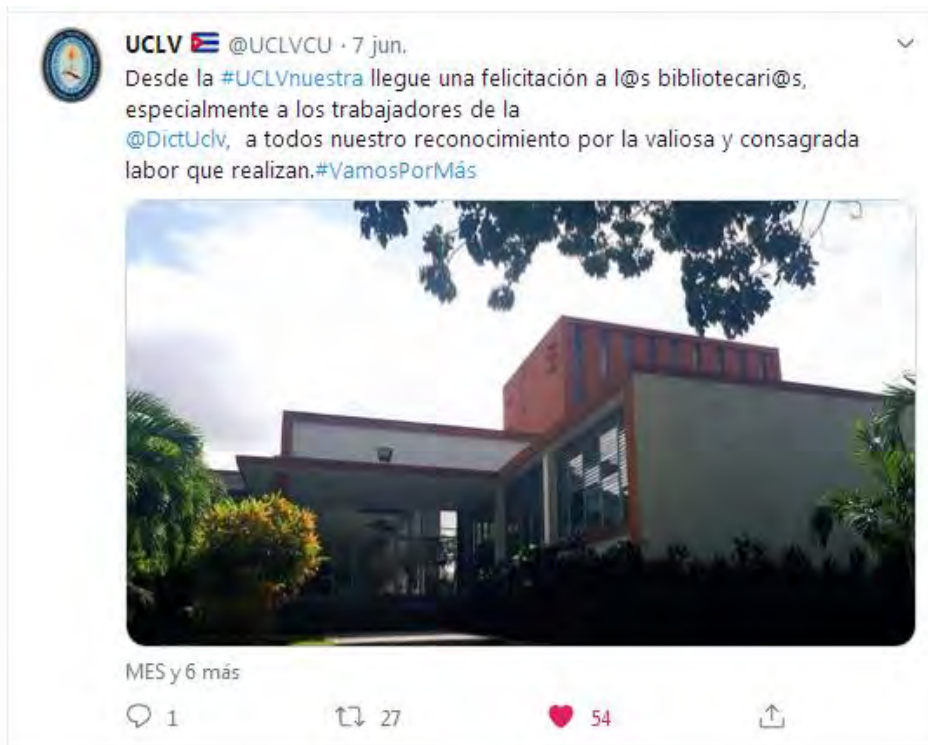 UCLV 🇨🇺 @UCLVCU · 7 jun.
Desde la #UCLVnuestra llegue una felicitación a l@s bibliotecari@s,
especialmente a los trabajadores de la
@DictUclv, a todos nuestro reconocimiento por la valiosa y consagrada
labor que realizan.#VamosPorMás
MES y 6 más
1 27 54